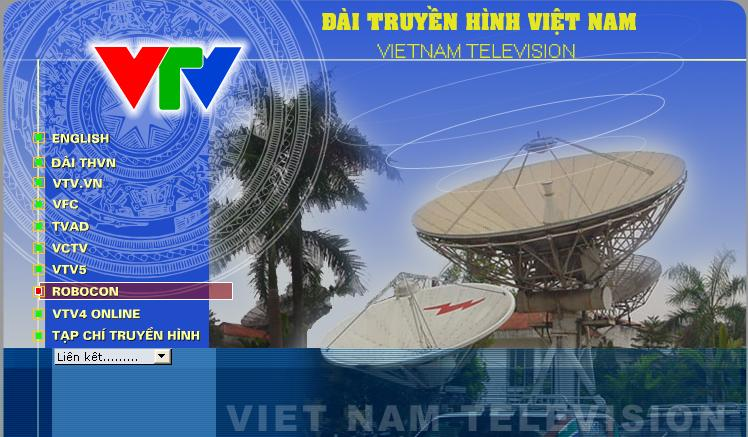 ĐÀI TRUYỀN HÌNH VIỆT NAM
VIETNAM TELEVISION
VTV
ENGLISH
ĐÀI THVN
VTV.VN
VFC
TVAD
VCTV
VTV5
ROBOCON
VTV4 ONLINE
TẠP CHÍ TRUYỀN HÌNH
Liên kết.........
VIET NAM TELEVISION